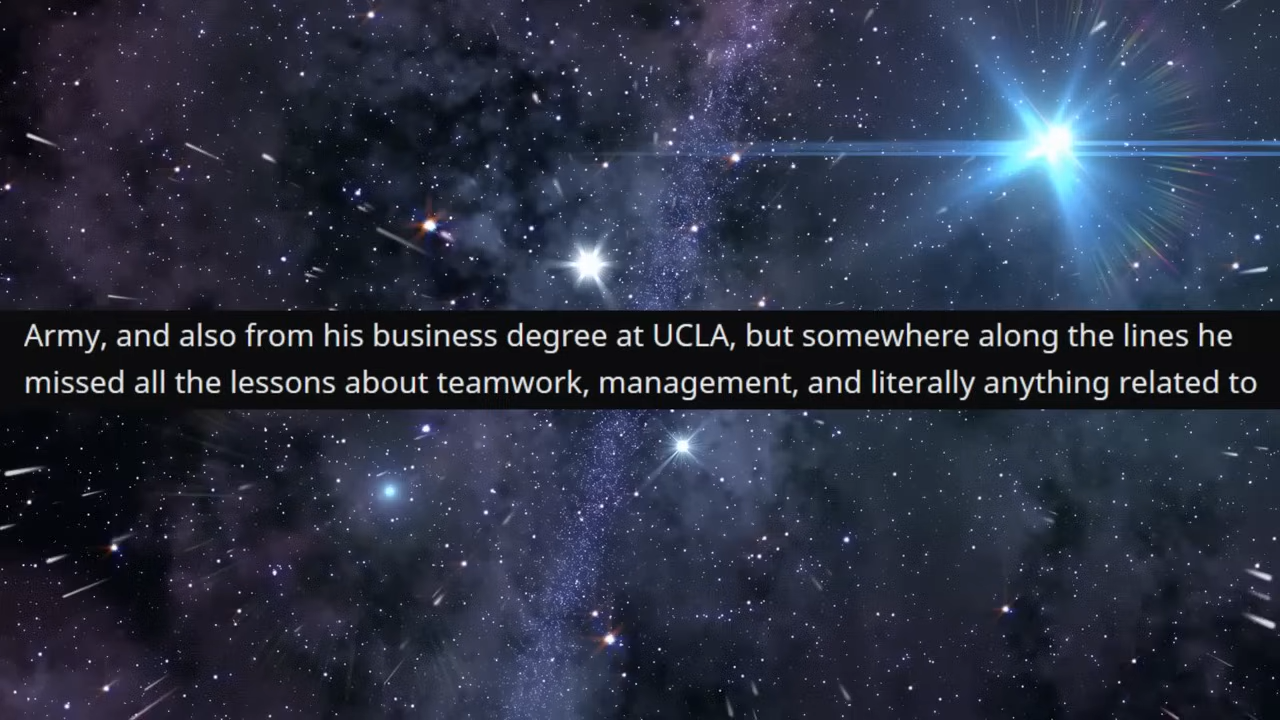 Army, and also from his business degree at UCLA, but somewhere along the lines he
missed all the lessons about teamwork, management, and literally anything related to